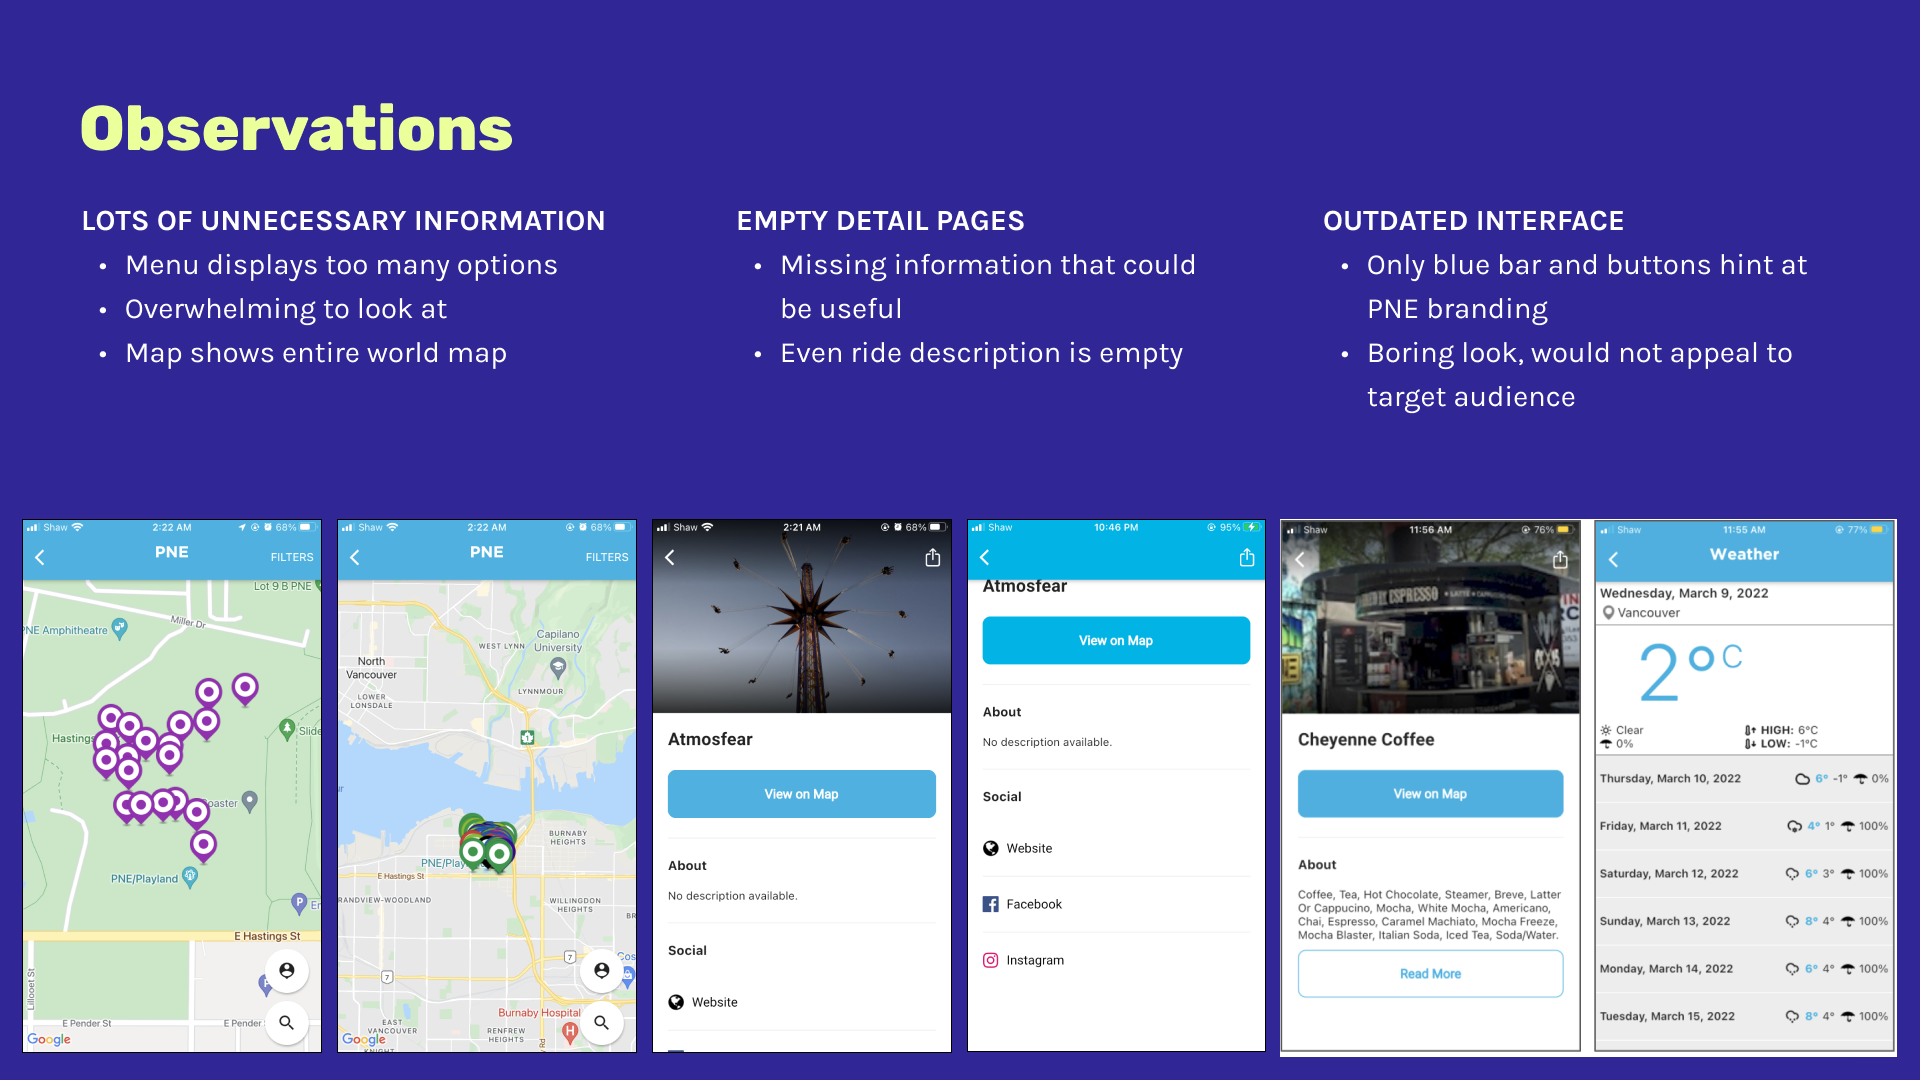 Observations
LOTS OF UNNECESSARY INFORMATION
• Menu displays too many options
• Overwhelming to look at
• Map shows entire world map
EMPTY DETAIL PAGES
• Missing information that could
be useful
• Even ride description is empty
OUTDATED INTERFACE
• Only blue bar and buttons hint at
PNE branding
• Boring look, would not appeal to
target audience
Shaw 2:22 AM 68%
PNE
FILTERS
Lot 9 B PNE
PNE Amphitheatre
Miller Dr
Hastings
Slide
oaster
PNE/Playland
P
E Hastings St
Lillooet St
E Pender St
E Pender
Google
Shaw 2:22 AM 68%
PNE
FILTERS
Capilano
University
WEST LYNN
North
Vancouver
LYNNMOUR
LOWER
LONSDALE
1
BURNABY
HEIGHTS
PNE/Play
E Hastings St
RANDVIEW-WOODLAND
WILLINGDON
HEIGHTS
BR
7
Cos
7
Burnaby Hospital
H
EAST
VANCOUVER
RENFREW
HEIGHTS
Rd
Google
KNIGHT
Shaw 2:21 AM 68%
Atmosfear
View on Map
About
No description available.
Social
Website
Shaw 10:46 PM 95%
Atmosfear
View on Map
About
No description available.
Social
Website
Facebook
Instagram
Shaw 11:56 AM 76%
ESPRESSO
Cheyenne Coffee
View on Map
About
Coffee, Tea, Hot Chocolate, Steamer, Breve, Latter
Or Cappucino, Mocha, White Mocha, Americano,
Chai, Espresso, Caramel Machiato, Mocha Freeze,
Mocha Blaster, Italian Soda, Iced Tea, Soda/Water.
Read More
Shaw 11:55 AM 77%
Weather
Wednesday, March 9, 2022
Vancouver
2°C
Clear HIGH: 6°C
0% LOW: -1°C
Thursday, March 10, 2022 6° -1° 0%
Friday, March 11, 2022 4° 1° 100%
Saturday, March 12, 2022 6° 3° 100%
Sunday, March 13, 2022 8° 4° 100%
Monday, March 14, 2022 6° 4° 100%
Tuesday, March 15, 2022 8° 4° 100%